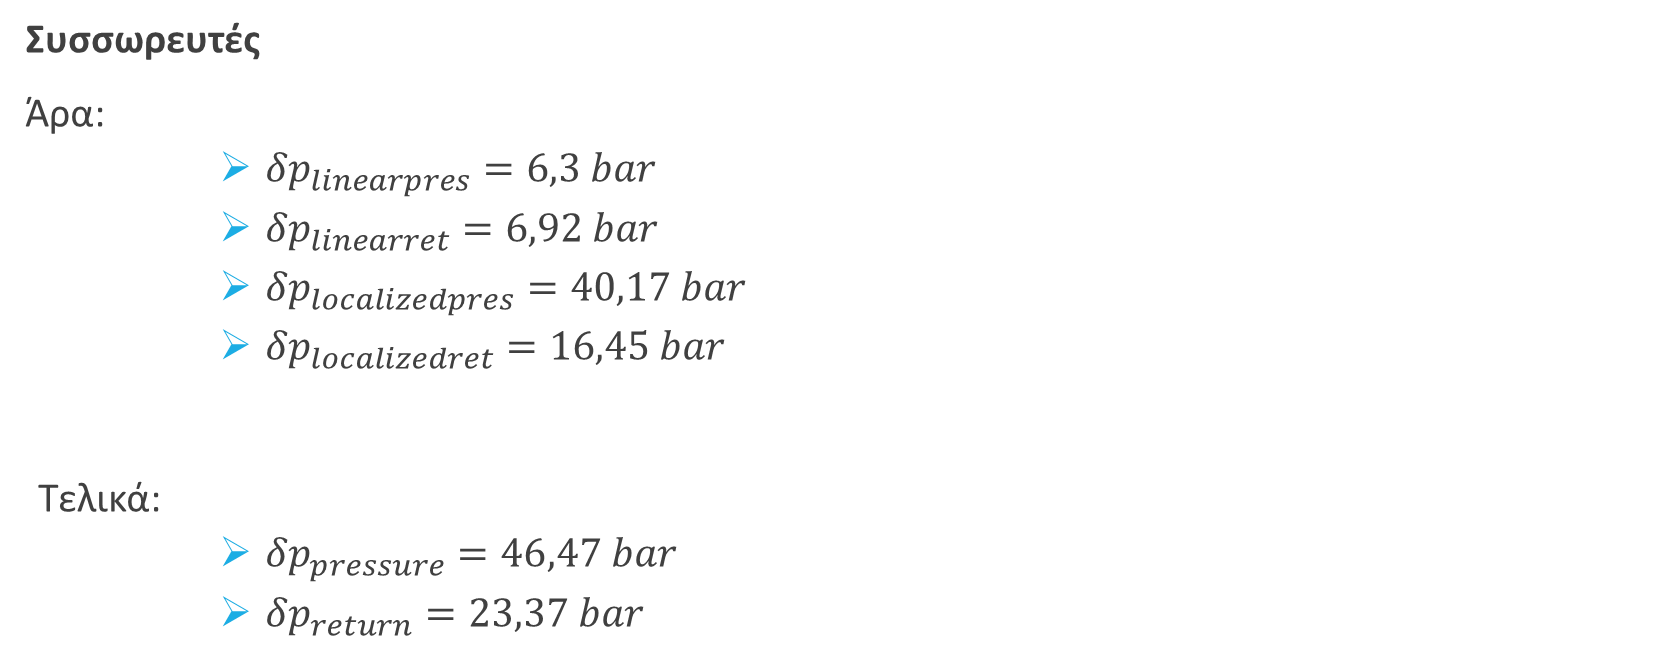 Συσσωρευτές
Άρα:
➢ δp_linearpres = 6,3 bar
➢ δp_linearret = 6,92 bar
➢ δp_localizedpres = 40,17 bar
➢ δp_localizedret = 16,45 bar
Τελικά:
➢ δp_pressure = 46,47 bar
➢ δp_return = 23,37 bar